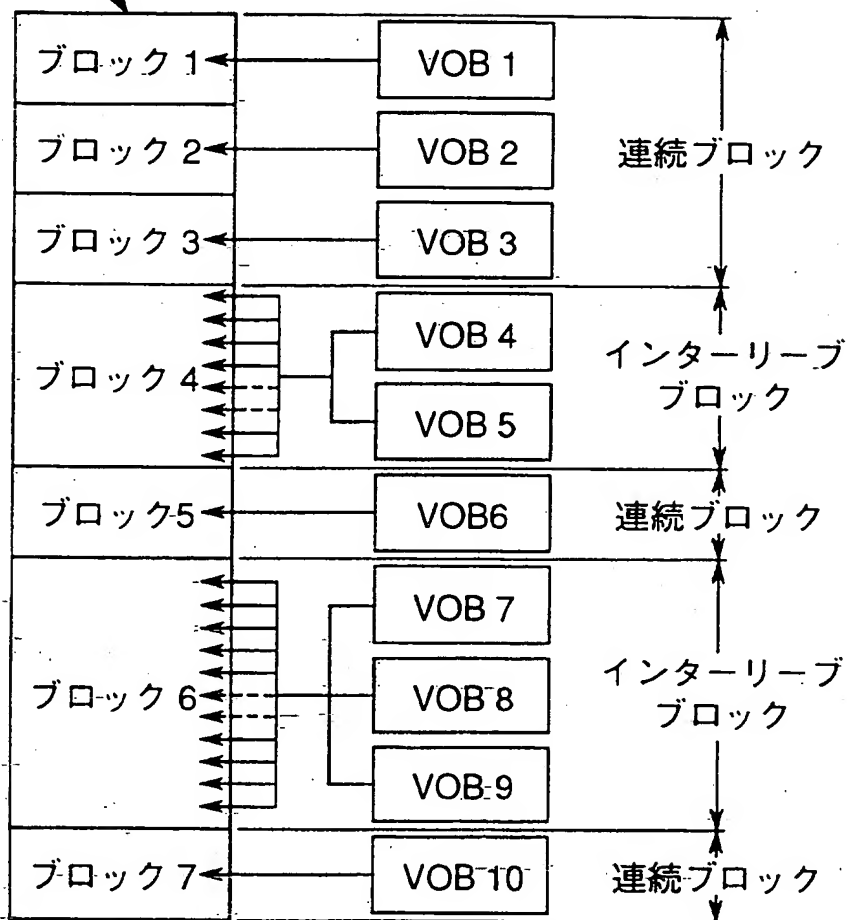 ブロック 1
VOB 1
ブロック 2
VOB 2
連続ブロック
ブロック 3
VOB 3
ブロック 4
VOB 4
VOB 5
インターリーブ
ブロック
ブロック5
VOB6
連続ブロック
ブロック 6
VOB 7
VOB 8
VOB 9
インターリーブ
ブロック
ブロック 7
VOB 10
連続ブロック